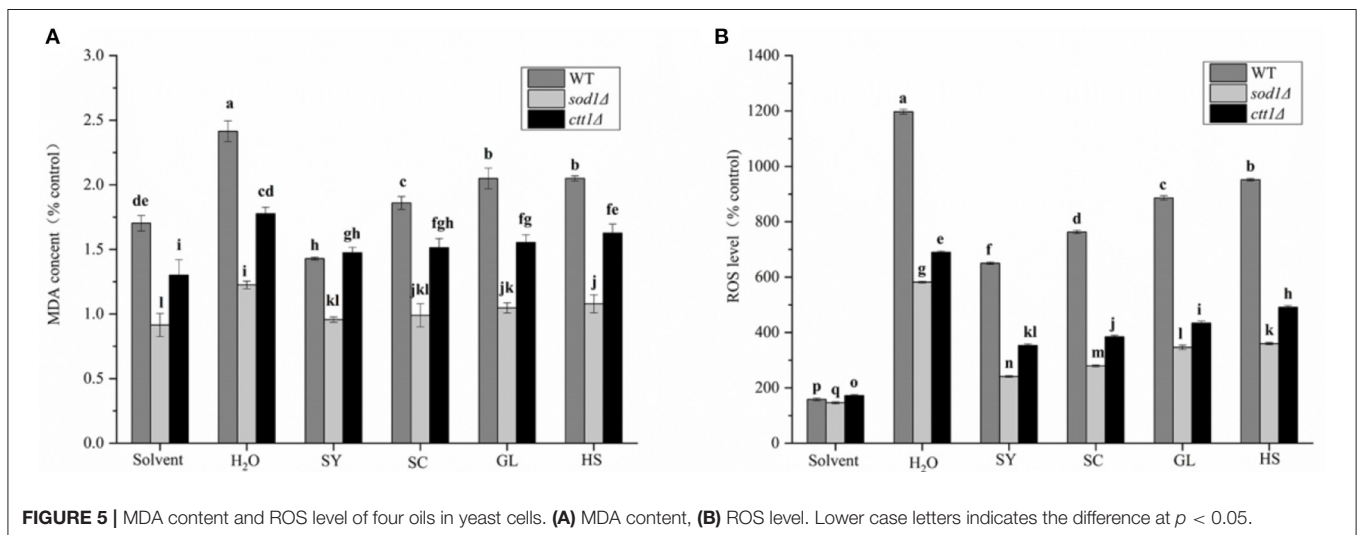 A
3.0
2.5
2.0
1.5
1.0
0.5
0.0
MDA concent (% control)
WT
sod1Δ
ctt1Δ
de
l
i
a
i
cd
h
kl
gh
c
jkl
fgh
b
jk
fg
b
j
fe
Solvent H₂O SY SC GL HS
B
1400
1200
1000
800
600
400
200
0
ROS level (% control)
WT
sod1Δ
ctt1Δ
p
q
o
a
g
e
f
n
kl
d
m
j
c
l
i
b
k
h
Solvent H₂O SY SC GL HS
FIGURE 5 | MDA content and ROS level of four oils in yeast cells. (A) MDA content, (B) ROS level. Lower case letters indicates the difference at p < 0.05.